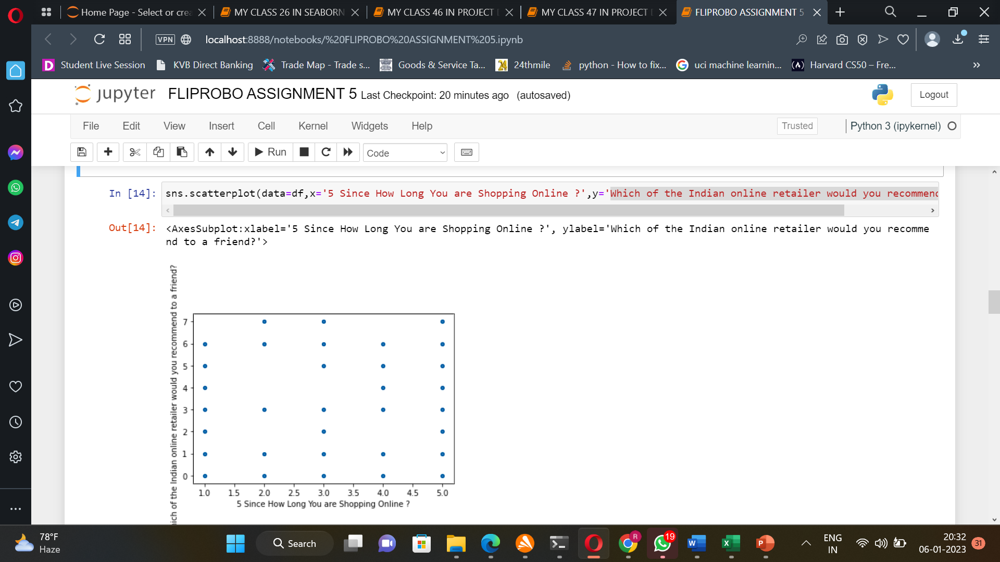 Home Page - Select or crea
MY CLASS 26 IN SEABORN
MY CLASS 46 IN PROJECT
MY CLASS 47 IN PROJECT
FLIPROBO ASSIGNMENT 5
VPN
localhost:8888/notebooks/%20FLIPROBO%20ASSIGNMENT%205.ipynb
D Student Live Session
KVB Direct Banking
Trade Map - Trade s...
Goods & Service Ta...
24 24thmile
python - How to fix...
uci machine learnin...
Harvard CS50 – Fre...
jupyter FLIPROBO ASSIGNMENT 5 Last Checkpoint: 20 minutes ago (autosaved)
Logout
File Edit View Insert Cell Kernel Widgets Help
Trusted
Python 3 (ipykernel)
Run
Code
In [14]: sns.scatterplot(data=df,x='5 Since How Long You are Shopping Online ?',y='Which of the Indian online retailer would you recommend
Out[14]: <AxesSubplot:xlabel='5 Since How Long You are Shopping Online ?', ylabel='Which of the Indian online retailer would you recomme
nd to a friend?'>
ich of the Indian online retailer would you recommend to a friend?
7
6
5
4
3
2
1
0
1.0 1.5 2.0 2.5 3.0 3.5 4.0 4.5 5.0
5 Since How Long You are Shopping Online ?
78°F
Haze
Search
R
19
W
X
P
ENG
IN
20:32
06-01-2023
31